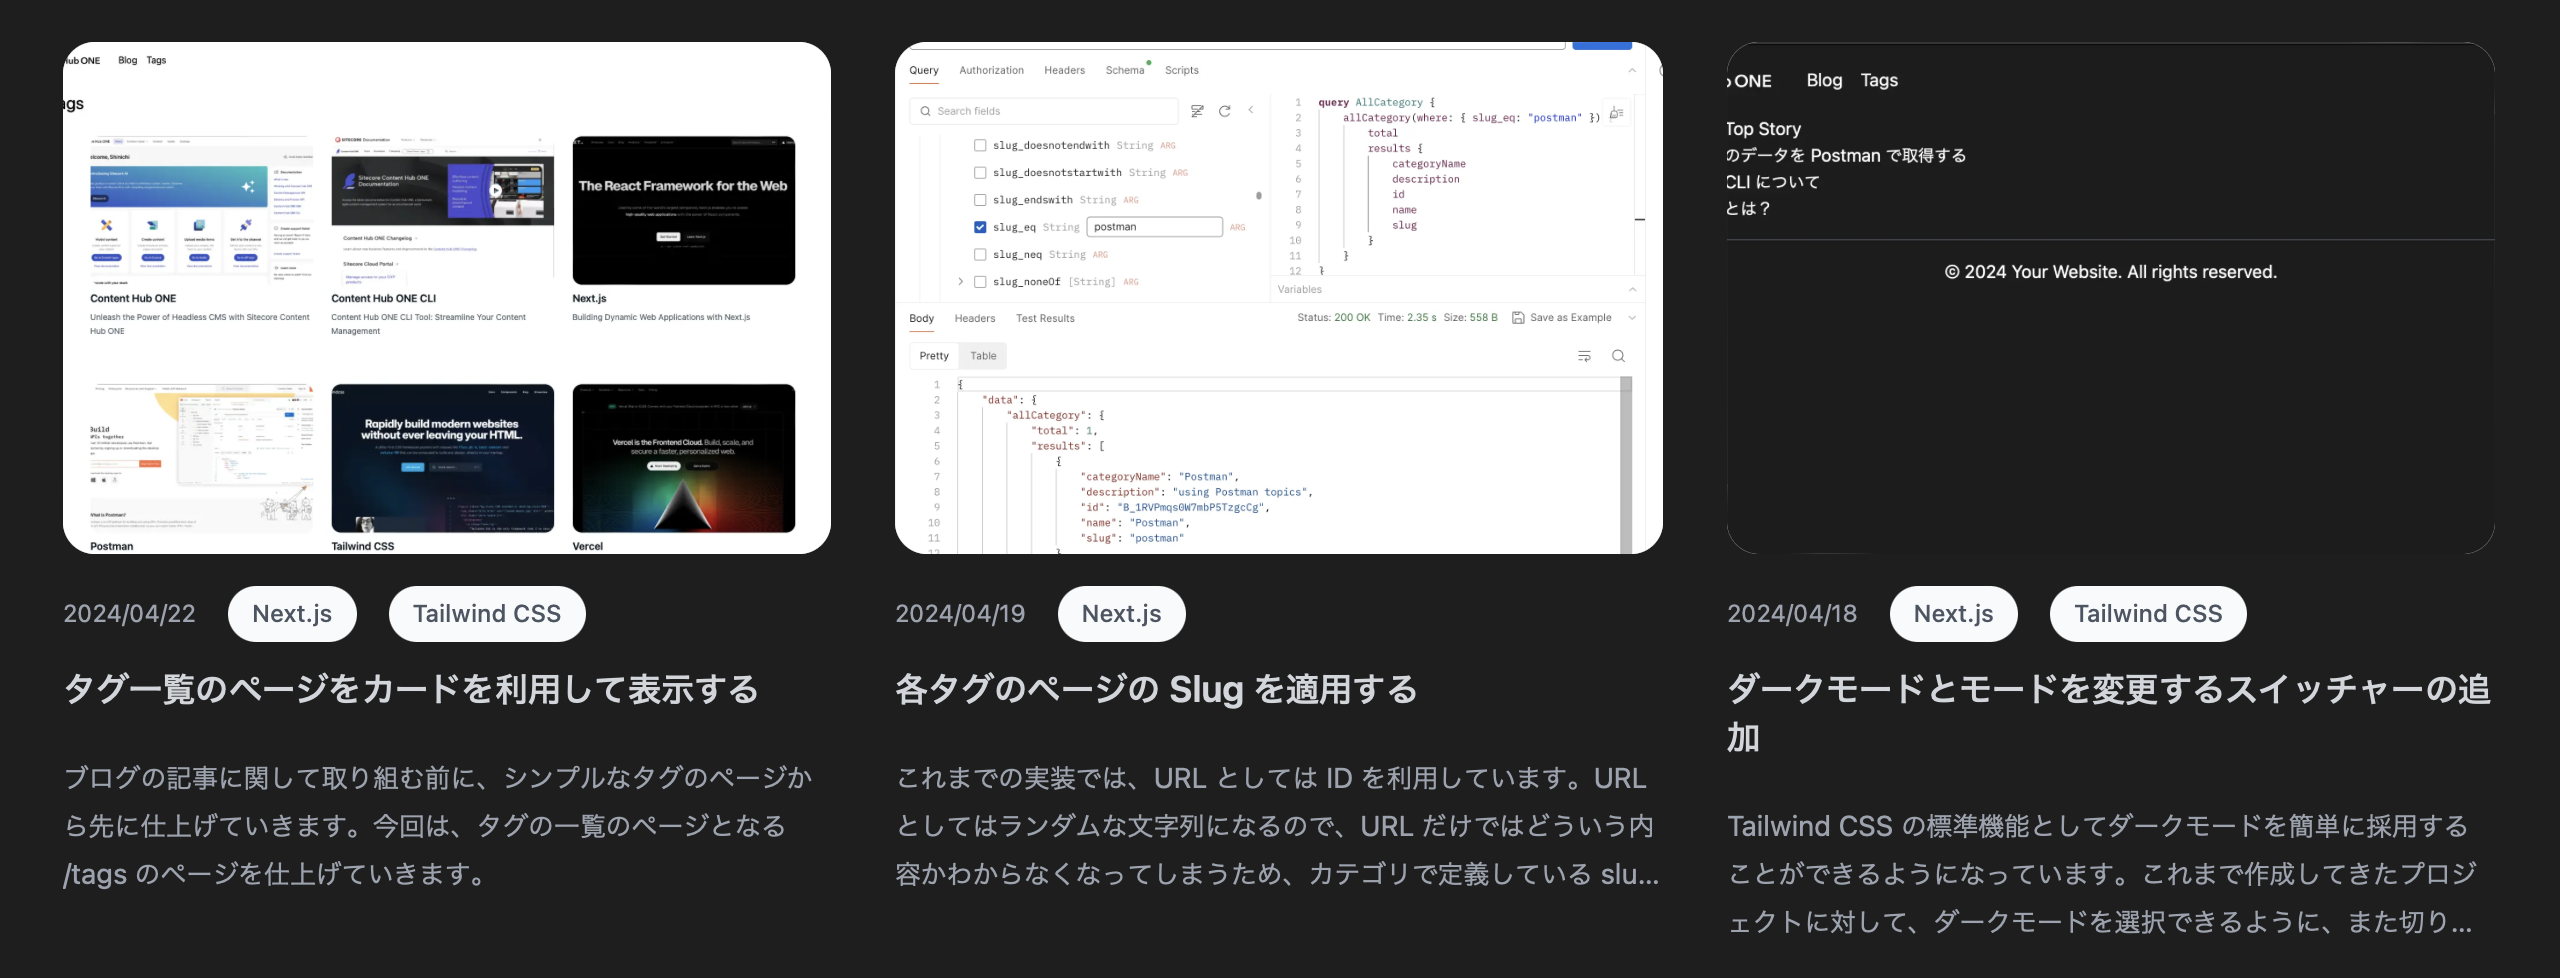 Hub ONE Blog Tags
ags
Content Hub ONE
Unleash the Power of Headless CMS with Sitecore Content
Hub ONE
Sitecore Content Hub ONE
Documentation
Content Hub ONE Changelog
Sitecore Cloud Portal
Content Hub ONE CLI
Content Hub ONE CLI Tool: Streamline Your Content
Management
The React Framework for the Web
Next.js
Building Dynamic Web Applications with Next.js
What is Postman?
Postman
Rapidly build modern websites
without ever leaving your HTML.
Tailwind CSS
Vercel is the Frontend Cloud. Build, scale, and
secure a faster, personalized web.
Vercel
2024/04/22 Next.js Tailwind CSS
タグ一覧のページをカードを利用して表示する
ブログの記事に関して取り組む前に、シンプルなタグのページか
ら先に仕上げていきます。今回は、タグの一覧のページとなる
/tags のページを仕上げていきます。
Query Authorization Headers Schema Scripts
Search fields
slug_doesnotendwith String ARG
slug_doesnotstartwith String ARG
slug_endswith String ARG
slug_eq String postman ARG
slug_neq String ARG
slug_noneOf [String] ARG
1 query AllCategory {
2 allCategory(where: { slug_eq: "postman" })
3 total
4 results {
5 categoryName
6 description
7 id
8 name
9 slug
10 }
11 }
12 }
Variables
Body Headers Test Results Status: 200 OK Time: 2.35 s Size: 558 B Save as Example
Pretty Table
1 {
2 "data": {
3 "allCategory": {
4 "total": 1,
5 "results": [
6 {
7 "categoryName": "Postman",
8 "description": "using Postman topics",
9 "id": "B_1RVPmqs0W7mbP5TzgcCg",
10 "name": "Postman",
11 "slug": "postman"
12 }
2024/04/19 Next.js
各タグのページの Slug を適用する
これまでの実装では、URL としては ID を利用しています。URL
としてはランダムな文字列になるので、URL だけではどういう内
容かわからなくなってしまうため、カテゴリで定義している slu...
b ONE Blog Tags
Top Story
のデータを Postman で取得する
CLI について
とは？
© 2024 Your Website. All rights reserved.
2024/04/18 Next.js Tailwind CSS
ダークモードとモードを変更するスイッチャーの追
加
Tailwind CSS の標準機能としてダークモードを簡単に採用する
ことができるようになっています。これまで作成してきたプロジ
ェクトに対して、ダークモードを選択できるように、また切り...